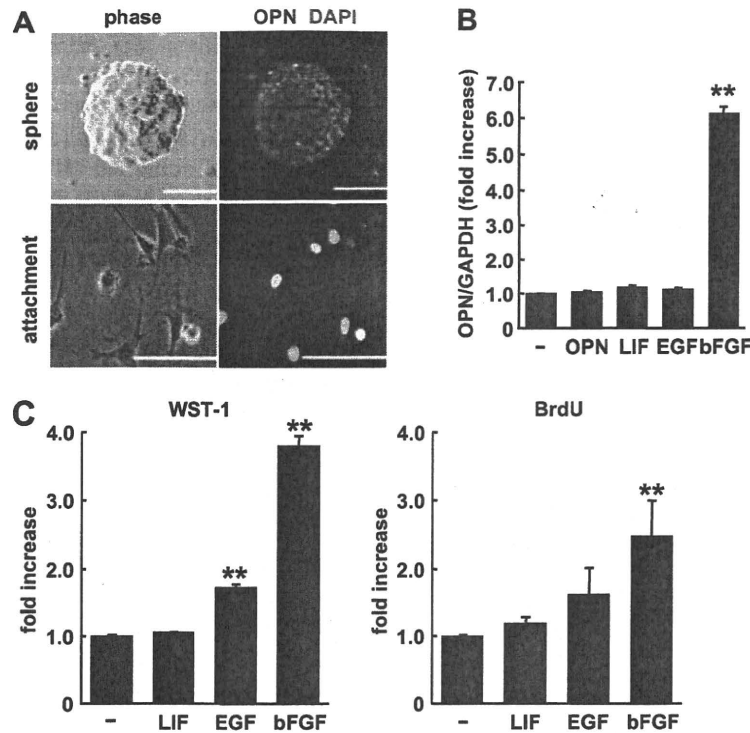 A
phase
OPN DAPI
sphere
attachment
B
OPN/GAPDH (fold increase)
7.0
6.0
5.0
4.0
3.0
2.0
1.0
0
**
– OPN LIF EGF bFGF
C
WST-1
fold increase
4.0
3.0
2.0
1.0
0
**
**
– LIF EGF bFGF
BrdU
fold increase
4.0
3.0
2.0
1.0
0
**
– LIF EGF bFGF